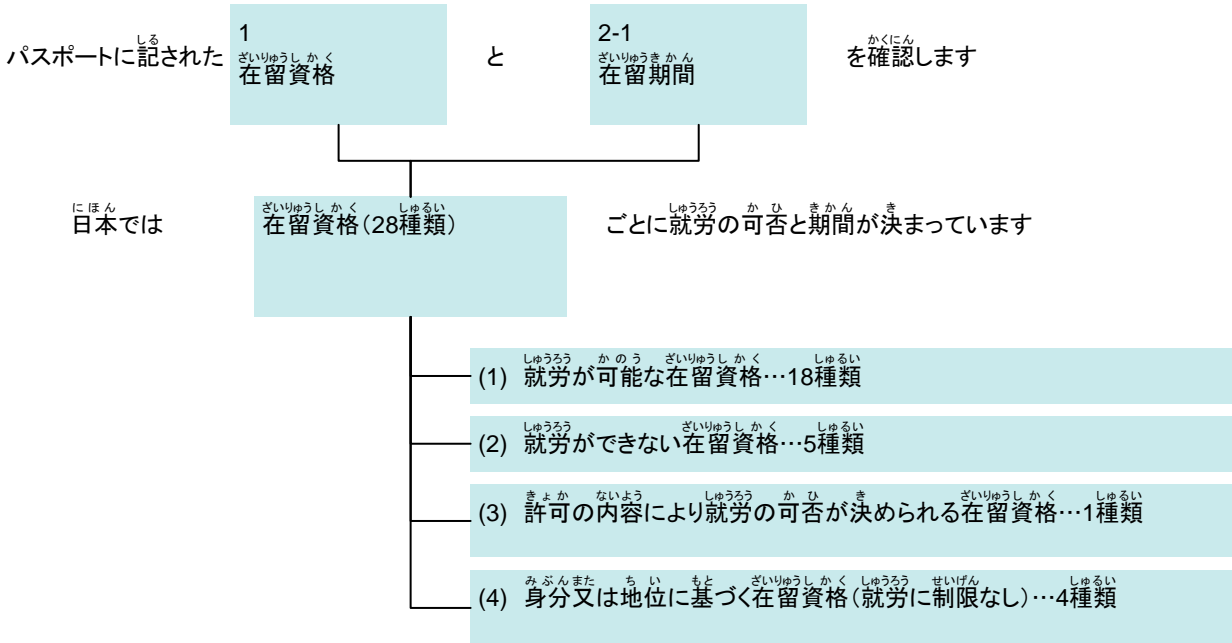 パスポートに記された 1 在留資格 と 2-1 在留期間 を確認します
日本では 在留資格(28種類) ごとに就労の可否と期間が決まっています
(1) 就労が可能な在留資格…18種類
(2) 就労ができない在留資格…5種類
(3) 許可の内容により就労の可否が決められる在留資格…1種類
(4) 身分又は地位に基づく在留資格(就労に制限なし)…4種類